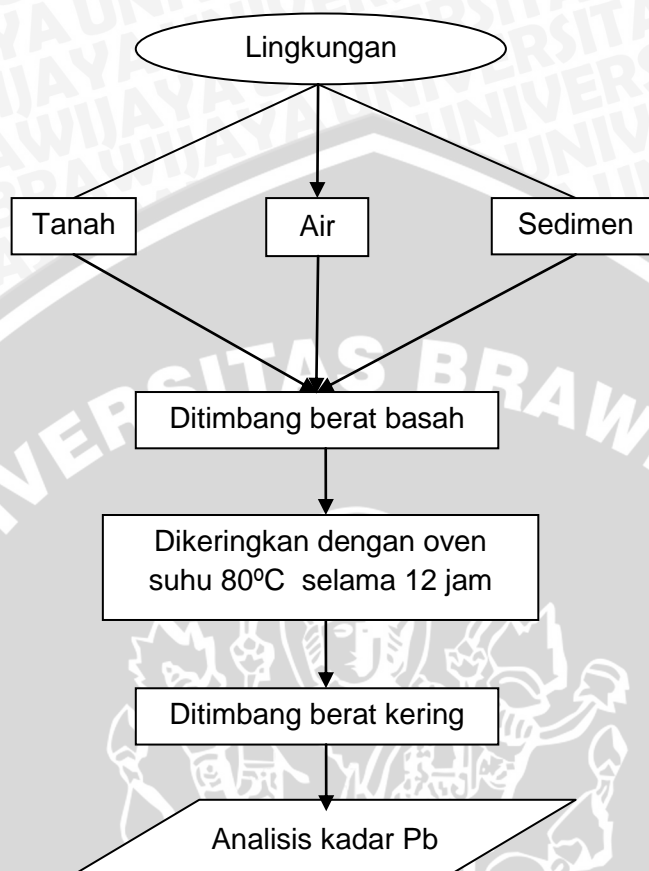 Lingkungan
Tanah
Air
Sedimen
Ditimbang berat basah
Dikeringkan dengan oven
suhu 80ºC selama 12 jam
Ditimbang berat kering
Analisis kadar Pb